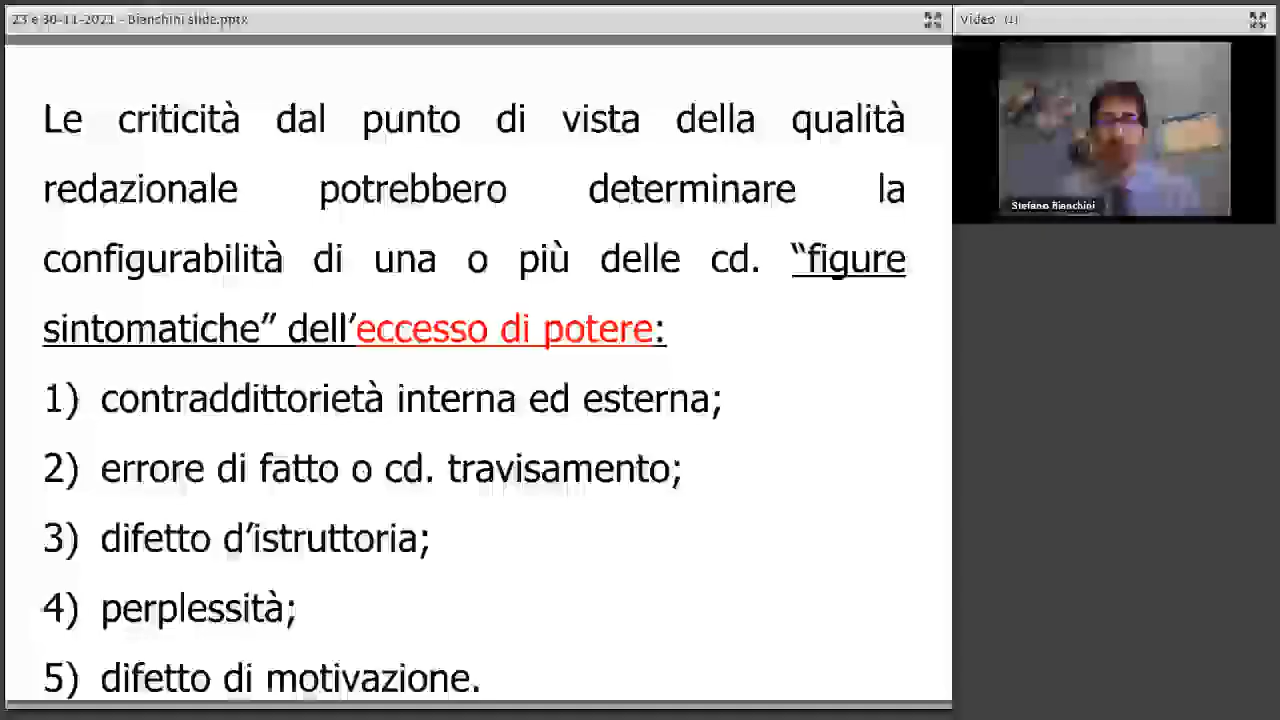 23 e 30-11-2021 - Bianchini slide.pptx
Video (1)
Le criticità dal punto di vista della qualità
redazionale potrebbero determinare la
configurabilità di una o più delle cd. “figure
sintomatiche” dell’eccesso di potere:
1) contraddittorietà interna ed esterna;
2) errore di fatto o cd. travisamento;
3) difetto d’istruttoria;
4) perplessità;
5) difetto di motivazione.
Stefano Bianchini